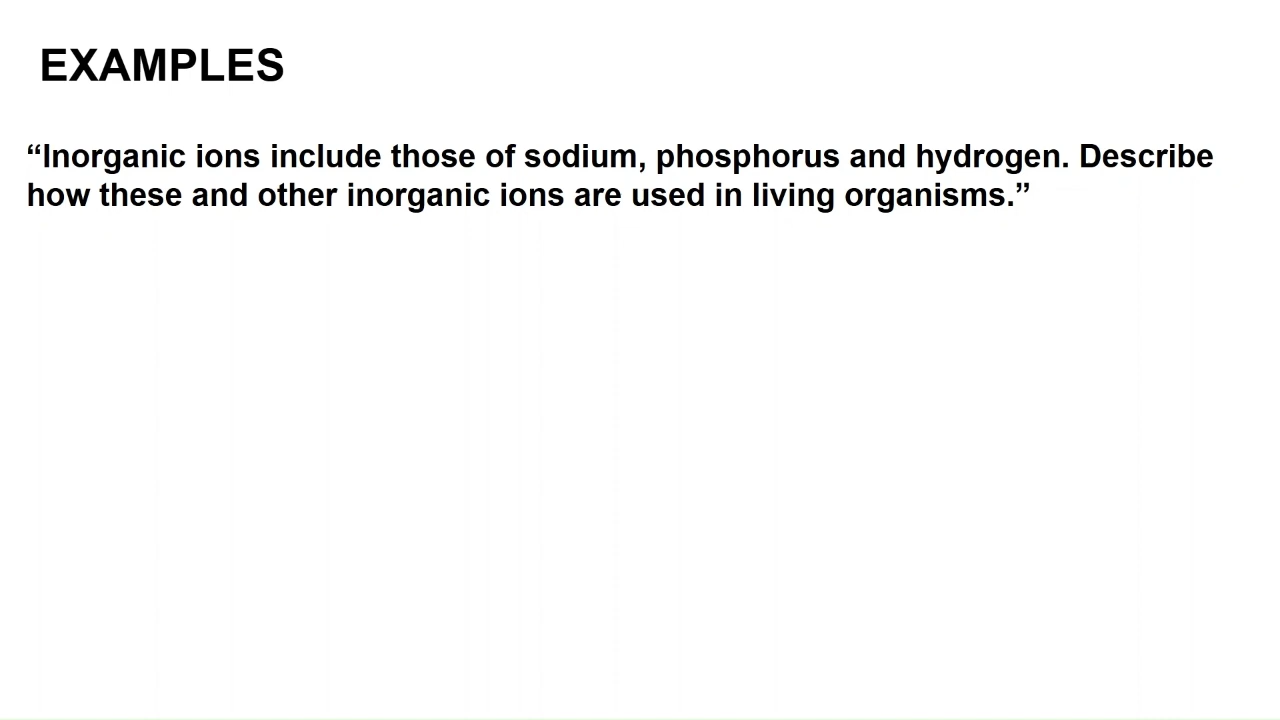 EXAMPLES
“Inorganic ions include those of sodium, phosphorus and hydrogen. Describe
how these and other inorganic ions are used in living organisms.”